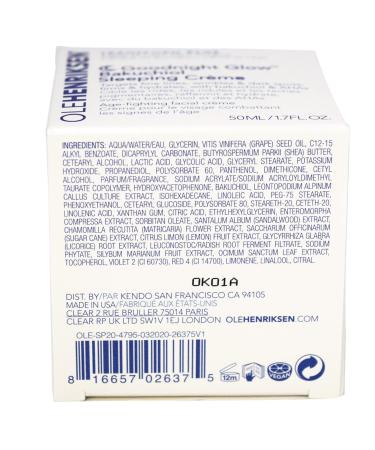 OLEHENRIKSEN
Goodnight Glow™
Bakuchiol
Sleeping Crème
Age-fighting facial crème
Crème pour le visage combattant
les signes de l'âge
50ML/1.7FL.OZ.
INGREDIENTS: AQUA/WATER/EAU, GLYCERIN, VITIS VINIFERA (GRAPE) SEED OIL, C12-15
ALKYL BENZOATE, DICAPRYLYL CARBONATE, BUTYROSPERMUM PARKII (SHEA) BUTTER,
CETEARYL ALCOHOL, LACTIC ACID, GLYCOLIC ACID, GLYCERYL STEARATE, POTASSIUM
HYDROXIDE, PROPANEDIOL, POLYSORBATE 60, PANTHENOL, DIMETHICONE, CETYL
ALCOHOL, PARFUM/FRAGRANCE, SODIUM ACRYLATE/SODIUM ACRYLOYLDIMETHYL
TAURATE COPOLYMER, HYDROXYACETOPHENONE, BAKUCHIOL, LEONTOPODIUM ALPINUM
CALLUS CULTURE EXTRACT, ISOHEXADECANE, LINOLEIC ACID, PEG-75 STEARATE,
PHENOXYETHANOL, OLEIC ACID, POLYSORBATE 80, STEARETH-20, CETETH-20,
LINOLENIC ACID, XANTHAN GUM, CITRIC ACID, ETHYLHEXYLGLYCERIN, ENTEROMORPHA
COMPRESSA EXTRACT, SORBITAN OLEATE, SANTALUM ALBUM (SANDALWOOD) EXTRACT,
CHAMOMILLA RECUTITA (MATRICARIA) FLOWER EXTRACT, SACCHARUM OFFICINARUM
(SUGAR CANE) EXTRACT, CITRUS LIMON (LEMON) FRUIT EXTRACT, GLYCYRRHIZA GLABRA
(LICORICE) ROOT EXTRACT, LEUCONOSTOC/RADISH ROOT FERMENT FILTRATE, SODIUM
PHYTATE, SILYBUM MARIANUM FRUIT EXTRACT, OCIMUM SANCTUM LEAF EXTRACT,
TOCOPHEROL, VIOLET 2 (CI 60730), RED 4 (CI 14700), LIMONENE, LINALOOL, CITRAL
0K01A
DIST. BY/PAR KENDO SAN FRANCISCO CA 94105
MADE IN USA/FABRIQUÉ AUX ÉTATS-UNIS
CLEAR 2 RUE BRULLER 75014 PARIS
CLEAR RP UK LTD SW1V 1EJ LONDON
OLEHENRIKSEN.COM
OLE-SP20-4795-032020-26375V1
8 16657 02637 5
12m
VEGAN